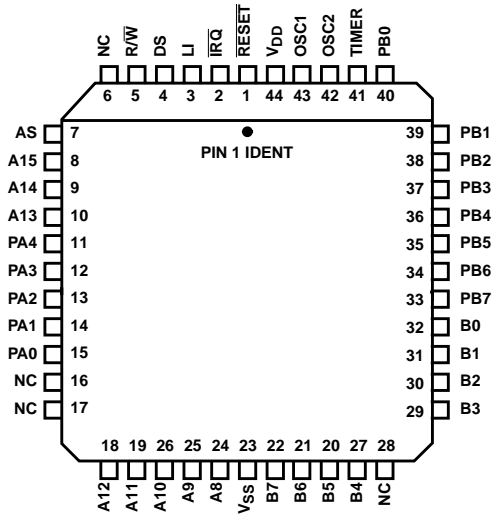 NC R/W̅ DS LI I̅R̅Q̅ R̅E̅S̅E̅T̅ VDD OSC1 OSC2 TIMER PB0
6 5 4 3 2 1 44 43 42 41 40
AS 7 39 PB1
PIN 1 IDENT
A15 8 38 PB2
A14 9 37 PB3
A13 10 36 PB4
PA4 11 35 PB5
PA3 12 34 PB6
PA2 13 33 PB7
PA1 14 32 B0
PA0 15 31 B1
NC 16 30 B2
NC 17 29 B3
18 19 26 25 24 23 22 21 20 27 28
A12 A11 A10 A9 A8 VSS B7 B6 B5 B4 NC